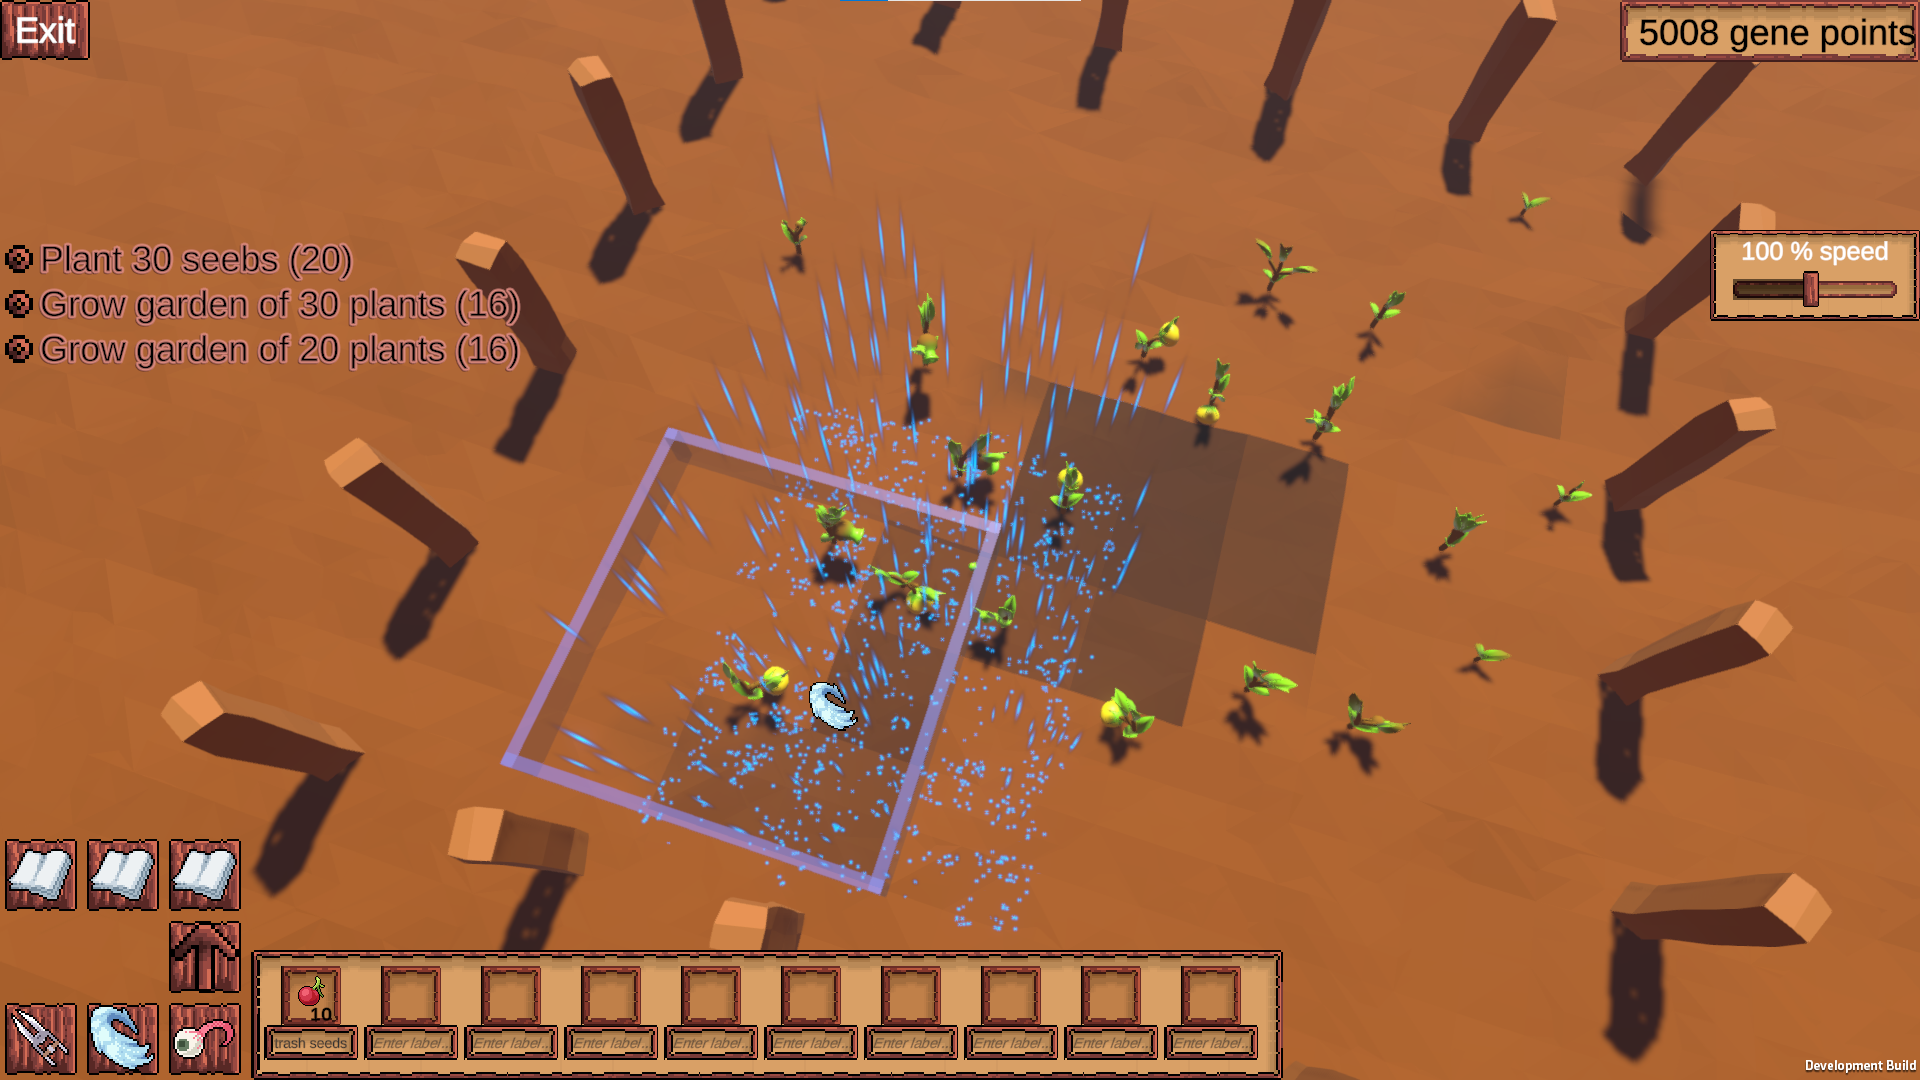 Exit
5008 gene points
Plant 30 seebs (20)
Grow garden of 30 plants (16)
Grow garden of 20 plants (16)
100 % speed
10
trash seeds
Enter label...
Enter label...
Enter label...
Enter label...
Enter label...
Enter label...
Enter label...
Enter label...
Enter label...
Development Build